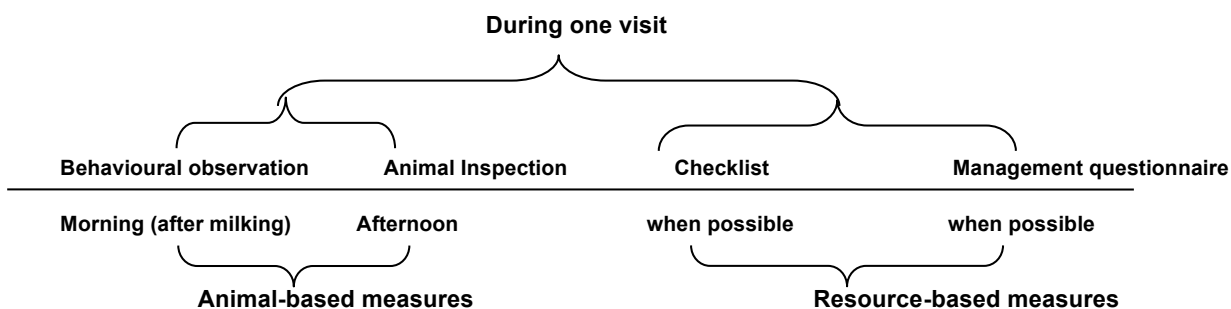 During one visit
Behavioural observation Animal Inspection Checklist Management questionnaire
Morning (after milking) Afternoon when possible when possible
Animal-based measures Resource-based measures